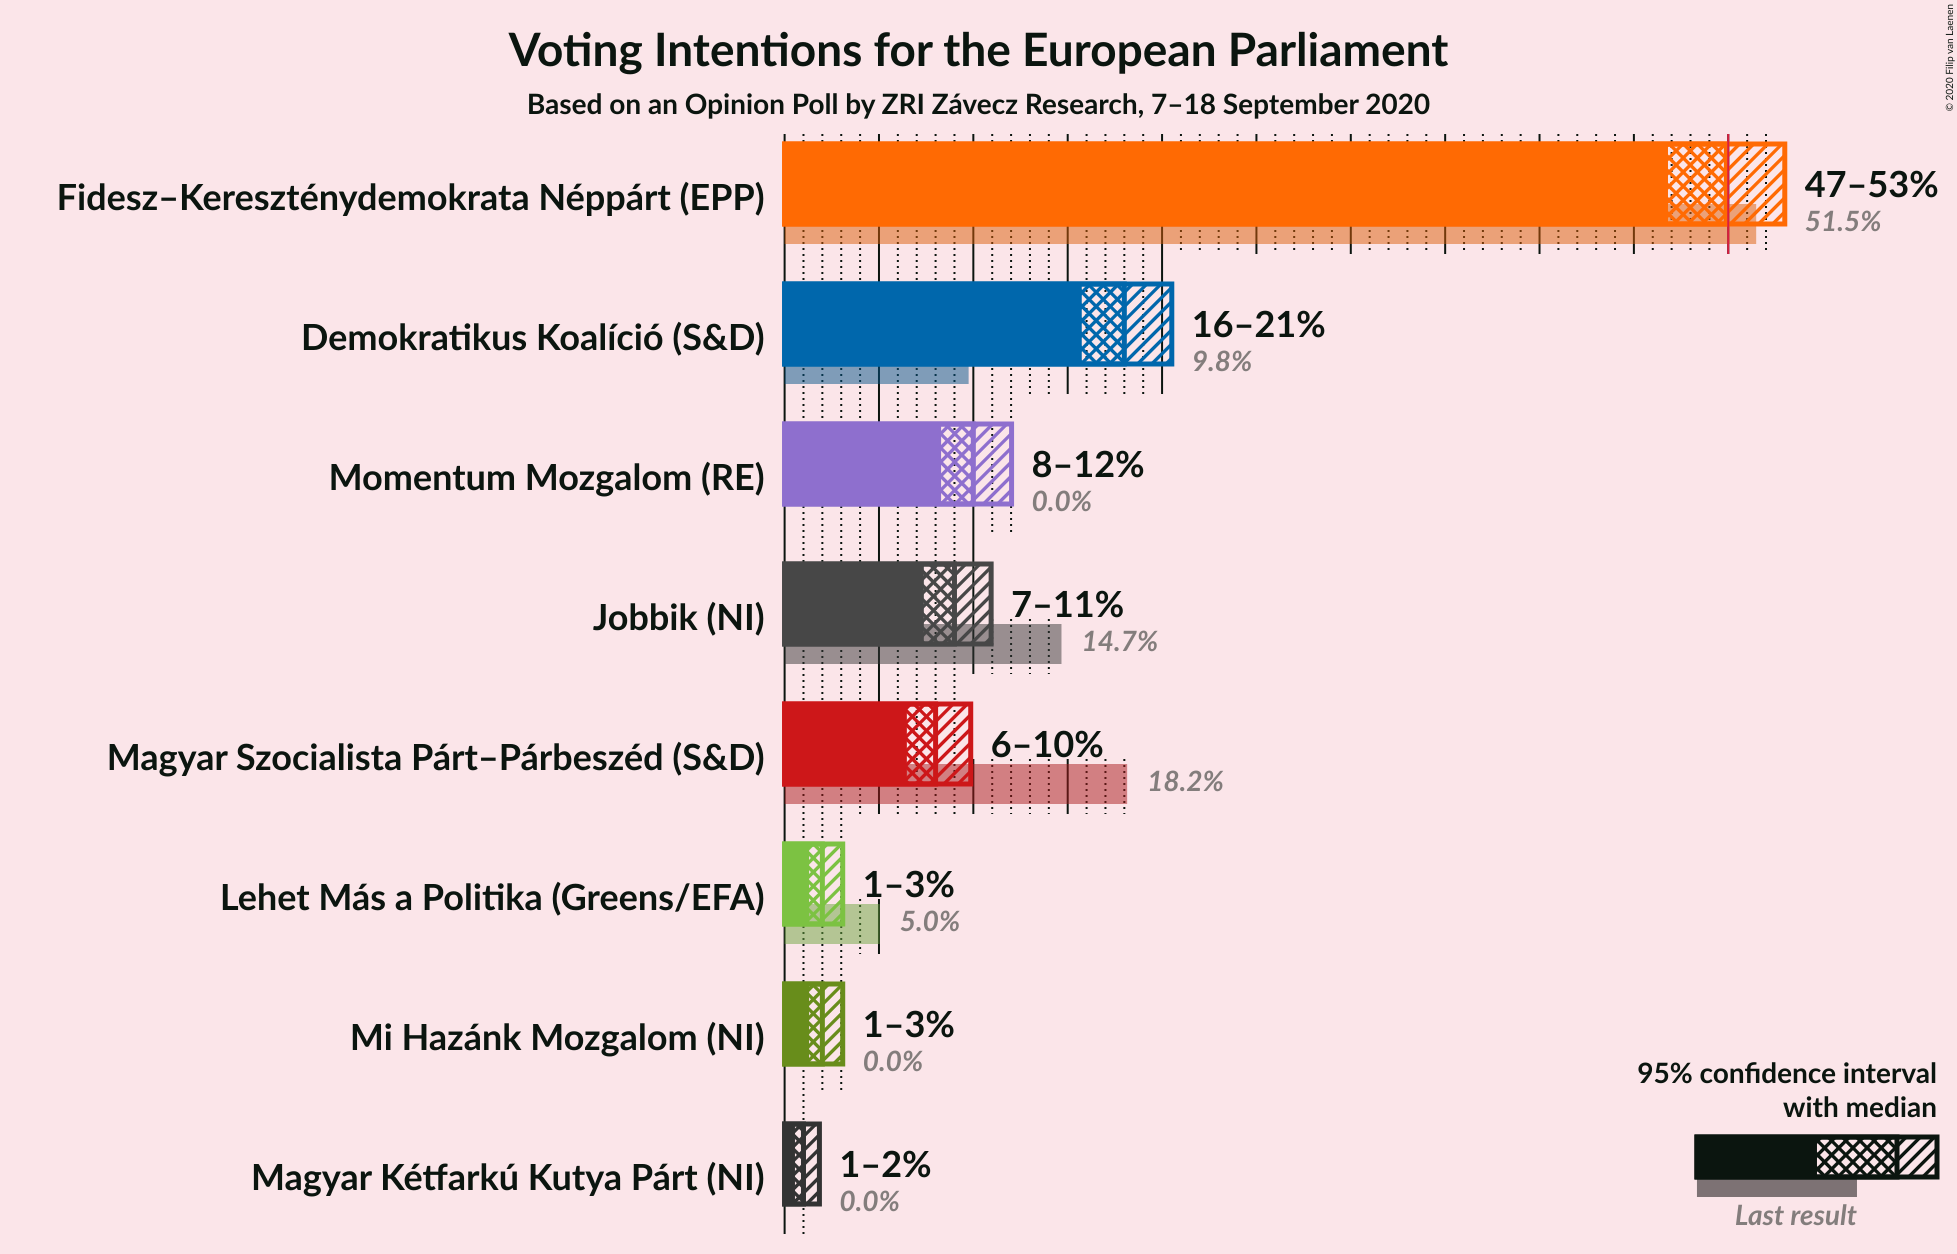 © 2020 Filip van Laenen
Voting Intentions for the European Parliament
Based on an Opinion Poll by ZRI Závecz Research, 7–18 September 2020
Fidesz–Kereszténydemokrata Néppárt (EPP)
47–53%
51.5%
Demokratikus Koalíció (S&D)
16–21%
9.8%
Momentum Mozgalom (RE)
8–12%
0.0%
Jobbik (NI)
7–11%
14.7%
Magyar Szocialista Párt–Párbeszéd (S&D)
6–10%
18.2%
Lehet Más a Politika (Greens/EFA)
1–3%
5.0%
Mi Hazánk Mozgalom (NI)
1–3%
0.0%
Magyar Kétfarkú Kutya Párt (NI)
1–2%
0.0%
95% confidence interval
with median
Last result